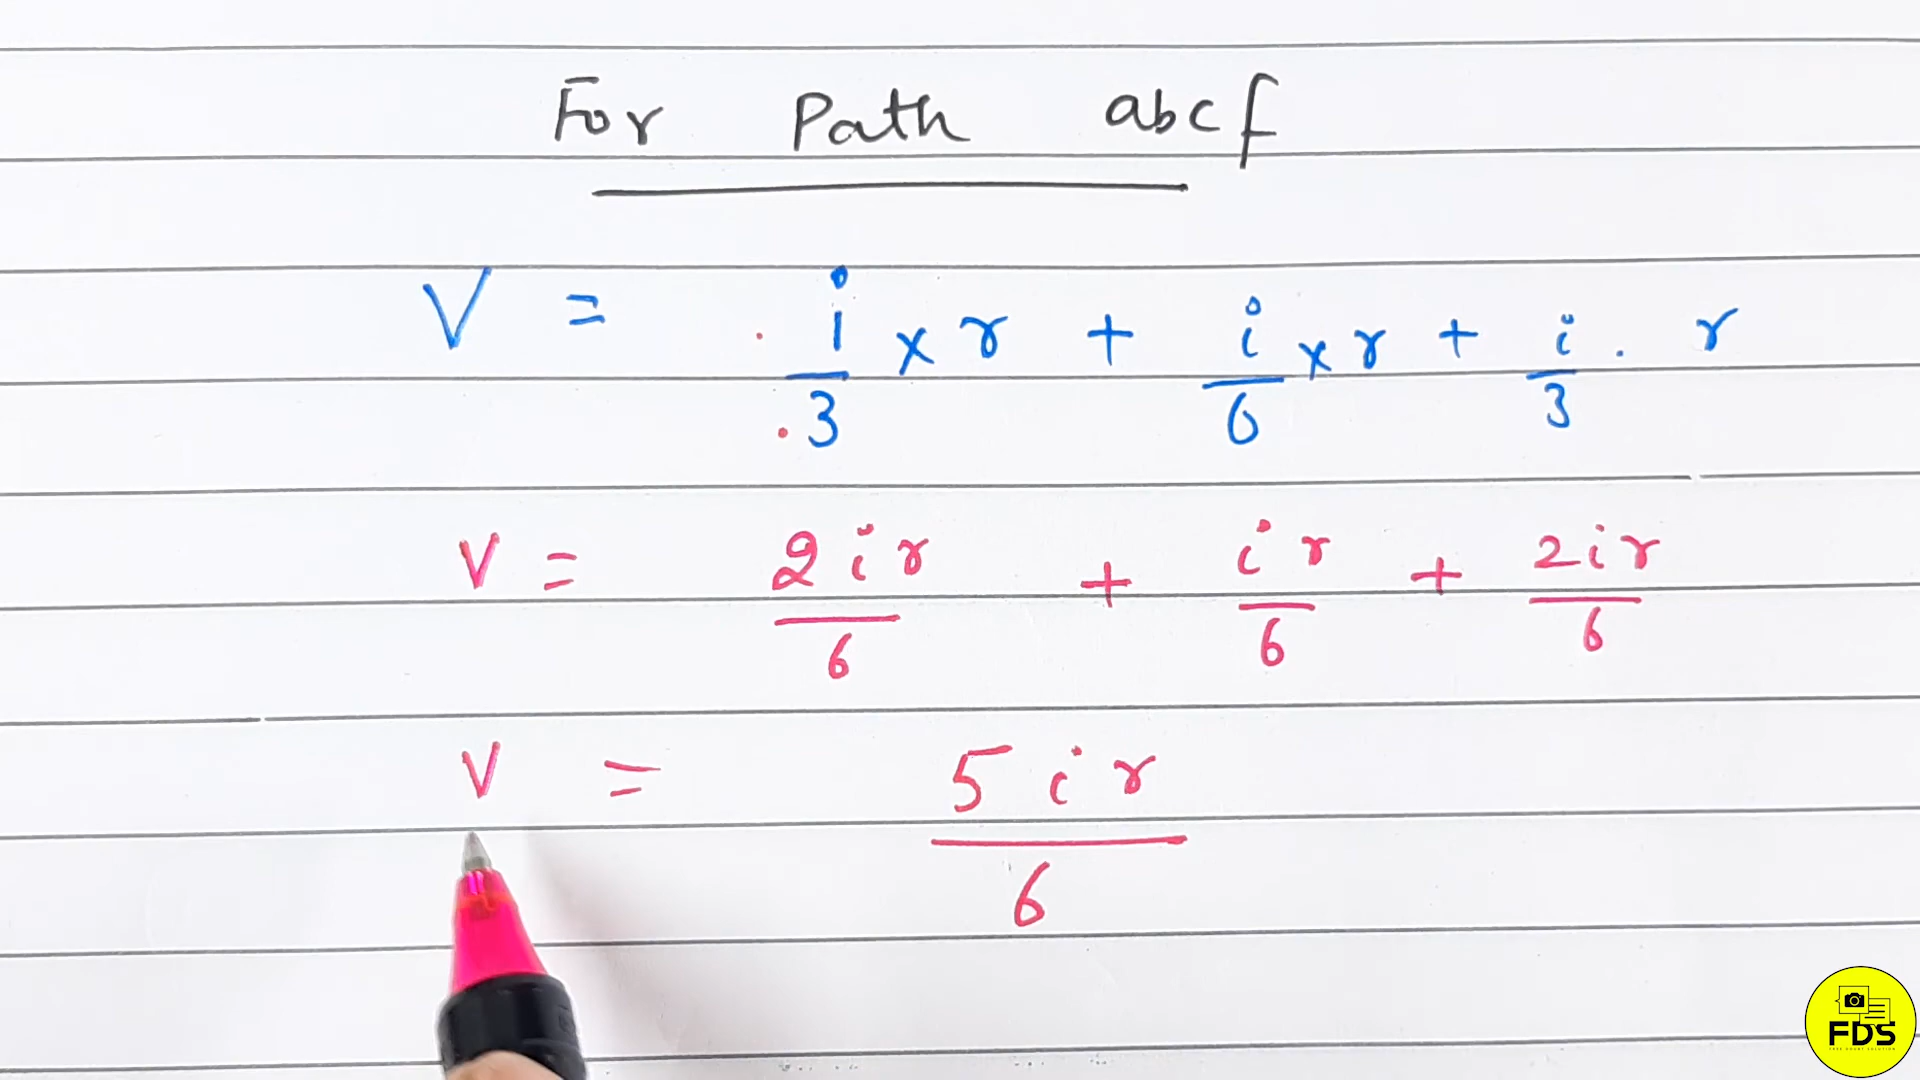 For Path abcf
V = i/3 × r + i/6 × r + i/3 . r
V = 2ir/6 + ir/6 + 2ir/6
V = 5ir/6
FDS